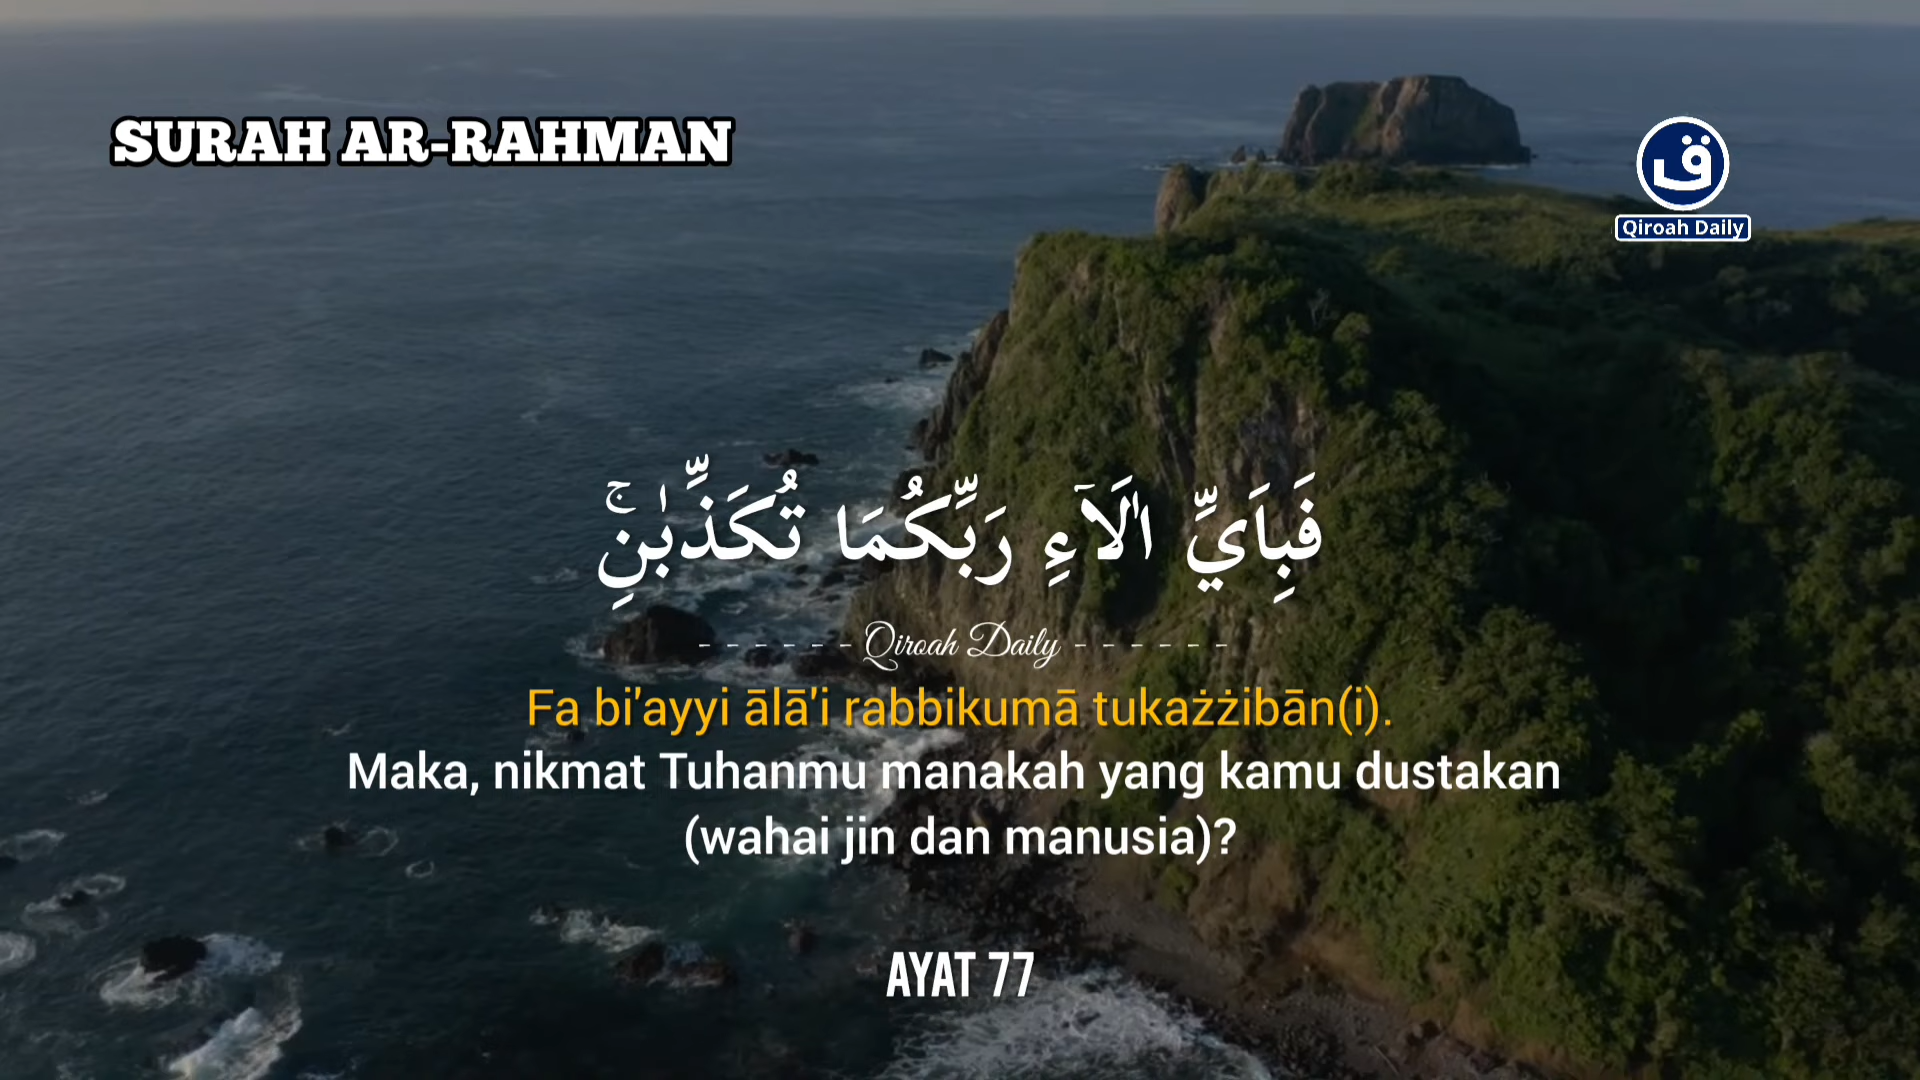 SURAH AR-RAHMAN
ق
Qiroah Daily
فَبِاَيِّ اٰلَاۤءِ رَبِّكُمَا تُكَذِّبٰنِۚ
Qiroah Daily
Fa bi'ayyi ālā'i rabbikumā tukażżibān(i).
Maka, nikmat Tuhanmu manakah yang kamu dustakan
(wahai jin dan manusia)?
AYAT 77